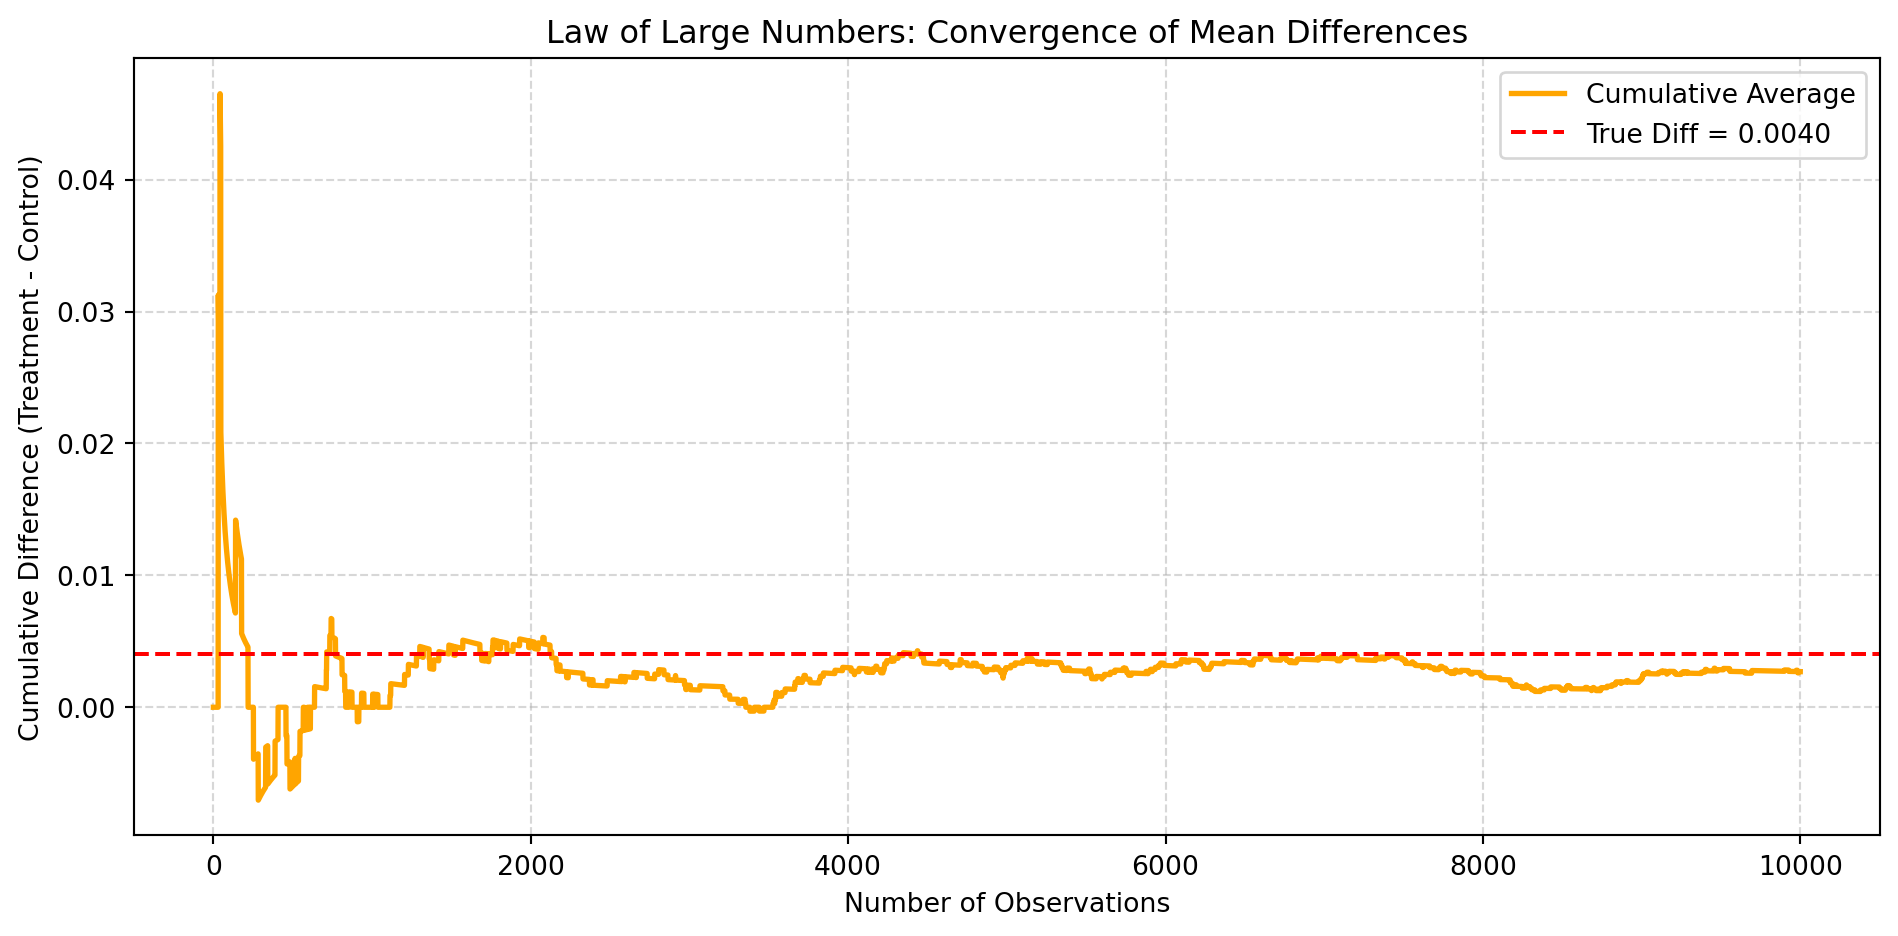 Law of Large Numbers: Convergence of Mean Differences
Cumulative Average
True Diff = 0.0040
Cumulative Difference (Treatment - Control)
0.04
0.03
0.02
0.01
0.00
0
2000
4000
6000
8000
10000
Number of Observations